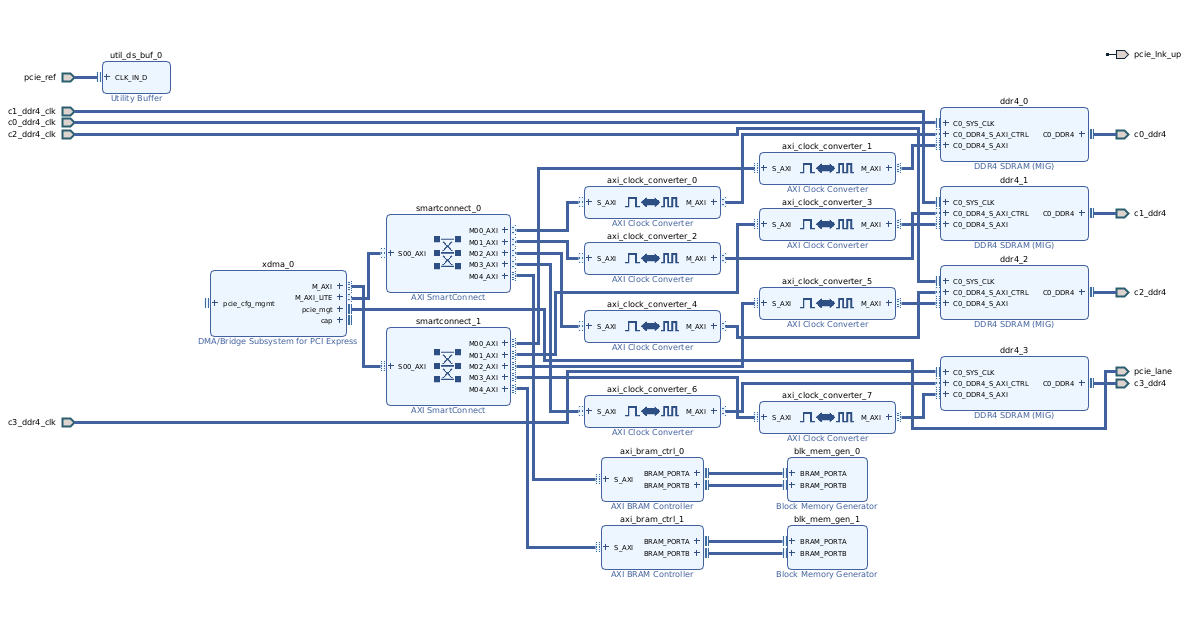 util_ds_buf_0
pcie_lnk_up
pcie_ref
CLK_IN_D
Utility Buffer
c1_ddr4_clk
c0_ddr4_clk
c2_ddr4_clk
ddr4_0
C0_SYS_CLK
C0_DDR4_S_AXI_CTRL C0_DDR4
C0_DDR4_S_AXI
DDR4 SDRAM (MIG)
c0_ddr4
axi_clock_converter_1
S_AXI M_AXI
AXI Clock Converter
axi_clock_converter_0
S_AXI M_AXI
AXI Clock Converter
axi_clock_converter_3
S_AXI M_AXI
AXI Clock Converter
ddr4_1
C0_SYS_CLK
C0_DDR4_S_AXI_CTRL C0_DDR4
C0_DDR4_S_AXI
DDR4 SDRAM (MIG)
c1_ddr4
smartconnect_0
M00_AXI
M01_AXI
S00_AXI M02_AXI
M03_AXI
M04_AXI
AXI SmartConnect
axi_clock_converter_2
S_AXI M_AXI
AXI Clock Converter
xdma_0
M_AXI
M_AXI_LITE
pcie_cfg_mgmt
pcie_mgt
cap
DMA/Bridge Subsystem for PCI Express
axi_clock_converter_5
S_AXI M_AXI
AXI Clock Converter
ddr4_2
C0_SYS_CLK
C0_DDR4_S_AXI_CTRL C0_DDR4
C0_DDR4_S_AXI
DDR4 SDRAM (MIG)
c2_ddr4
axi_clock_converter_4
S_AXI M_AXI
AXI Clock Converter
smartconnect_1
M00_AXI
M01_AXI
S00_AXI M02_AXI
M03_AXI
M04_AXI
AXI SmartConnect
ddr4_3
C0_SYS_CLK
C0_DDR4_S_AXI_CTRL C0_DDR4
C0_DDR4_S_AXI
DDR4 SDRAM (MIG)
pcie_lane
c3_ddr4
axi_clock_converter_6
S_AXI M_AXI
AXI Clock Converter
axi_clock_converter_7
S_AXI M_AXI
AXI Clock Converter
c3_ddr4_clk
axi_bram_ctrl_0
BRAM_PORTA
S_AXI
BRAM_PORTB
AXI BRAM Controller
blk_mem_gen_0
BRAM_PORTA
BRAM_PORTB
Block Memory Generator
axi_bram_ctrl_1
BRAM_PORTA
S_AXI
BRAM_PORTB
AXI BRAM Controller
blk_mem_gen_1
BRAM_PORTA
BRAM_PORTB
Block Memory Generator